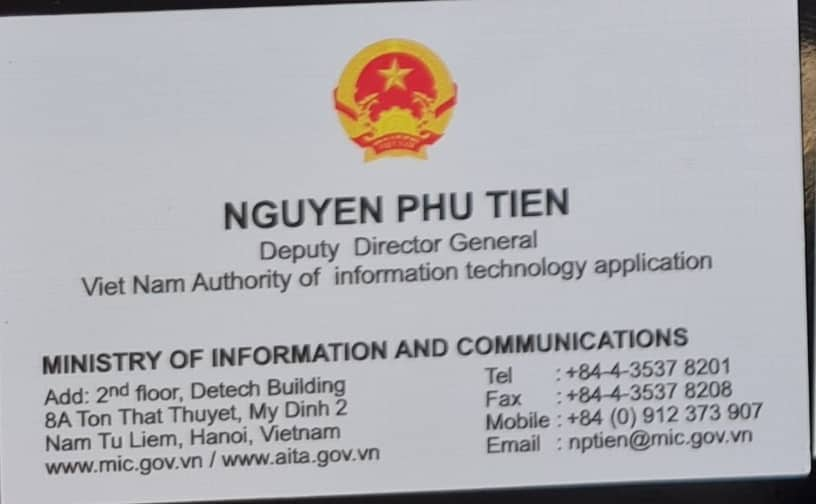 NGUYEN PHU TIEN
Deputy Director General
Viet Nam Authority of information technology application
MINISTRY OF INFORMATION AND COMMUNICATIONS
Add: 2nd floor, Detech Building
8A Ton That Thuyet, My Dinh 2
Nam Tu Liem, Hanoi, Vietnam
www.mic.gov.vn / www.aita.gov.vn
Tel : +84-4-3537 8201
Fax : +84-4-3537 8208
Mobile : +84 (0) 912 373 907
Email : nptien@mic.gov.vn